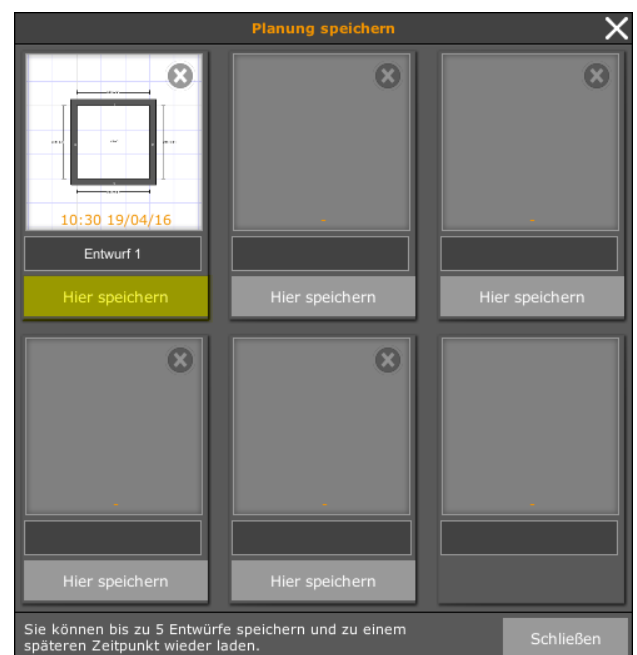 Planung speichern
10:30 19/04/16
-
-
Entwurf 1
Hier speichern
Hier speichern
Hier speichern
-
-
-
Hier speichern
Hier speichern
Sie können bis zu 5 Entwürfe speichern und zu einem
späteren Zeitpunkt wieder laden.
Schließen